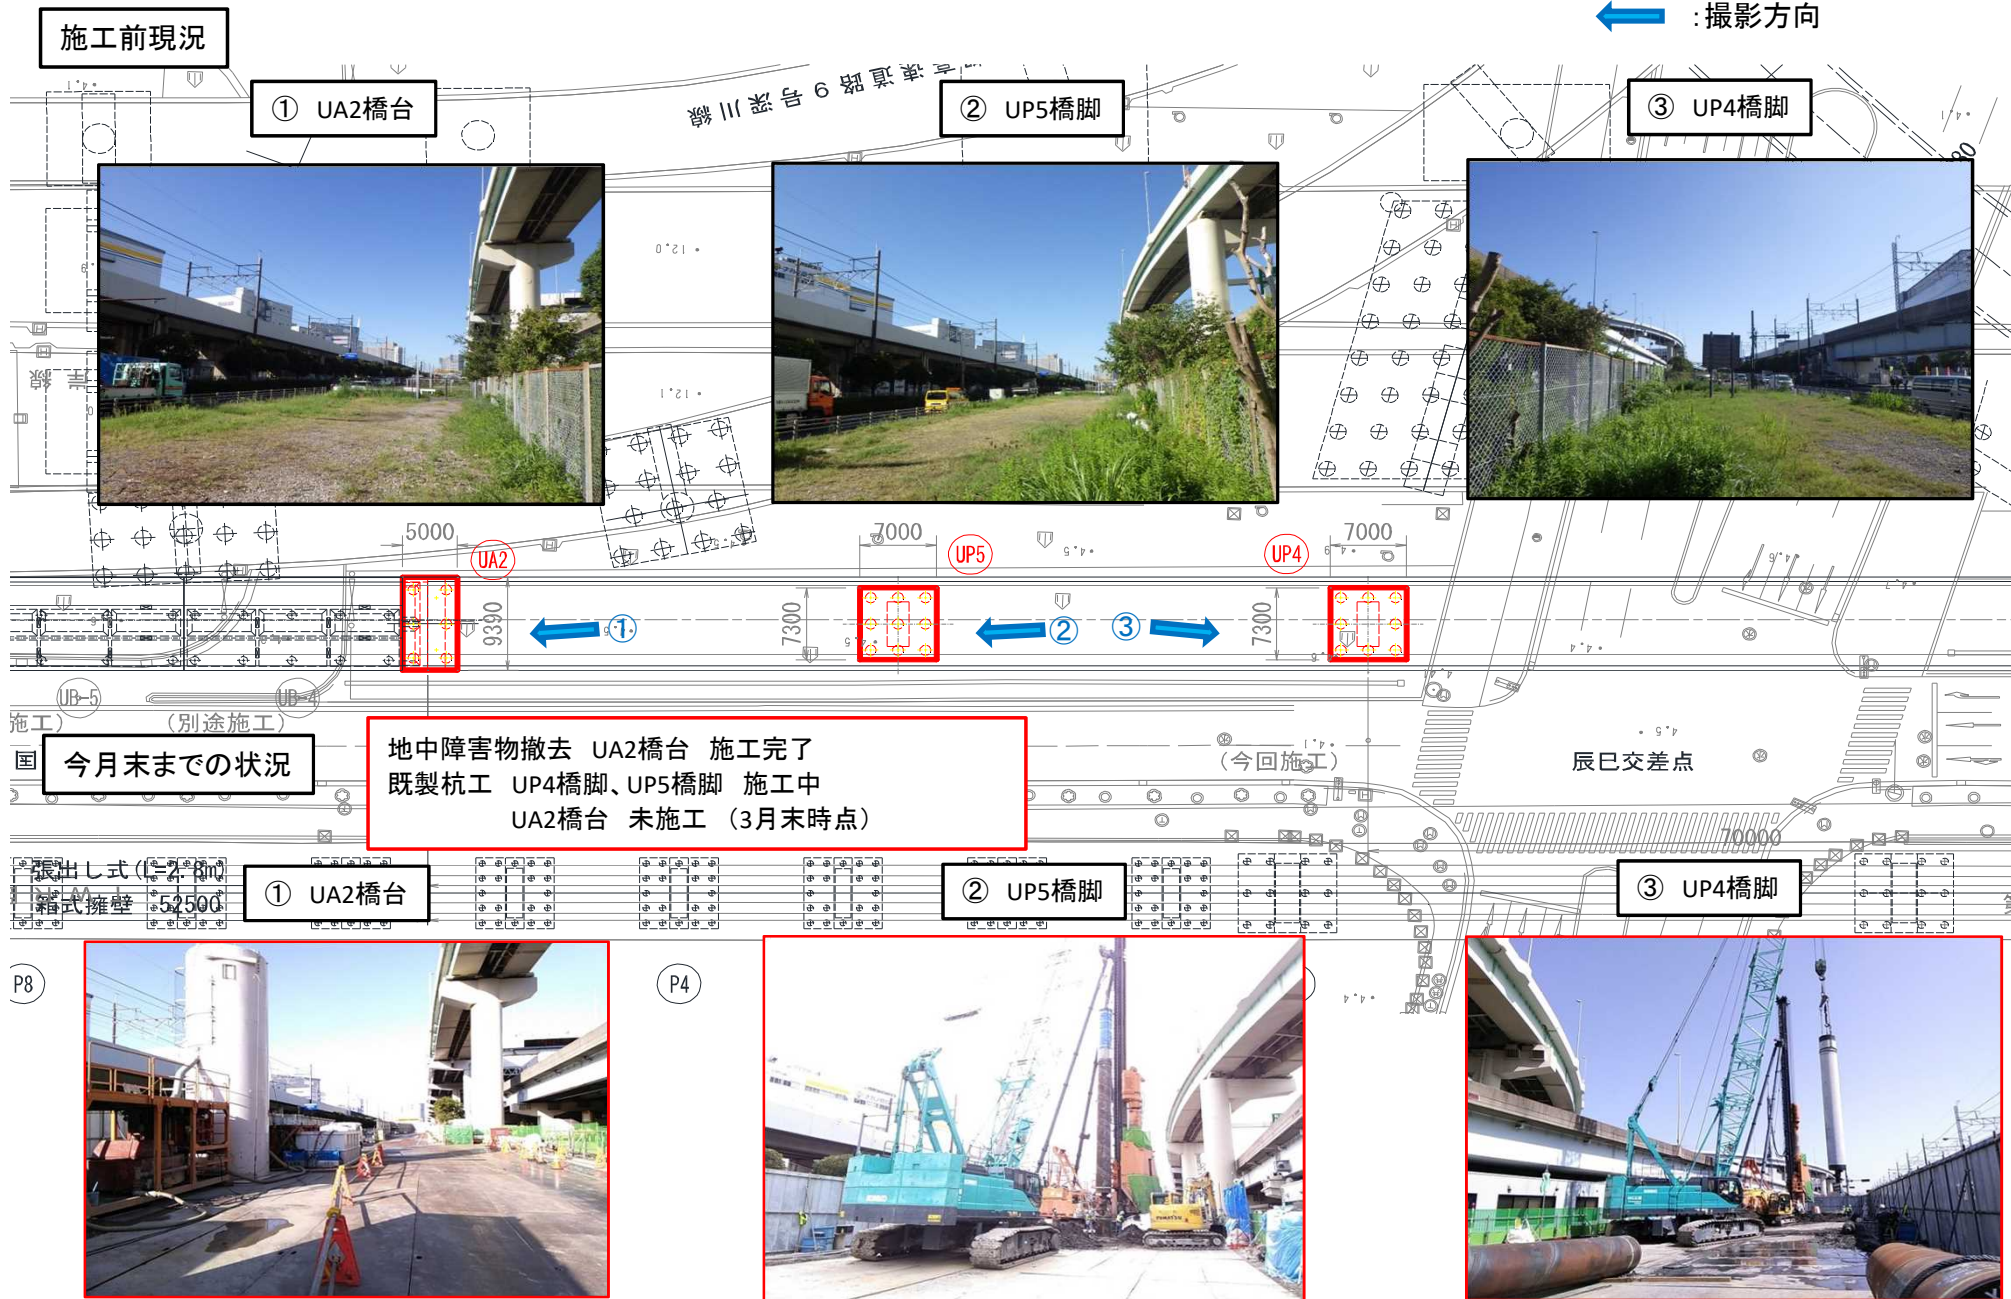 :撮影方向
施工前現況
① UA2橋台
② UP5橋脚
③ UP4橋脚
高速道路9号深川線
12.0
12.1
5000
UA2
7000
UP5
7000
UP4
9390
①
7300
②
③
7300
UB-5
UB-4
施工)
(別途施工)
国
今月末までの状況
地中障害物撤去 UA2橋台 施工完了
既製杭工 UP4橋脚、UP5橋脚 施工中
UA2橋台 未施工 (3月末時点)
(今回施工)
辰巳交差点
70000
張出し式(L=2.8m)
箱式擁壁 52500
① UA2橋台
② UP5橋脚
③ UP4橋脚
P8
P4